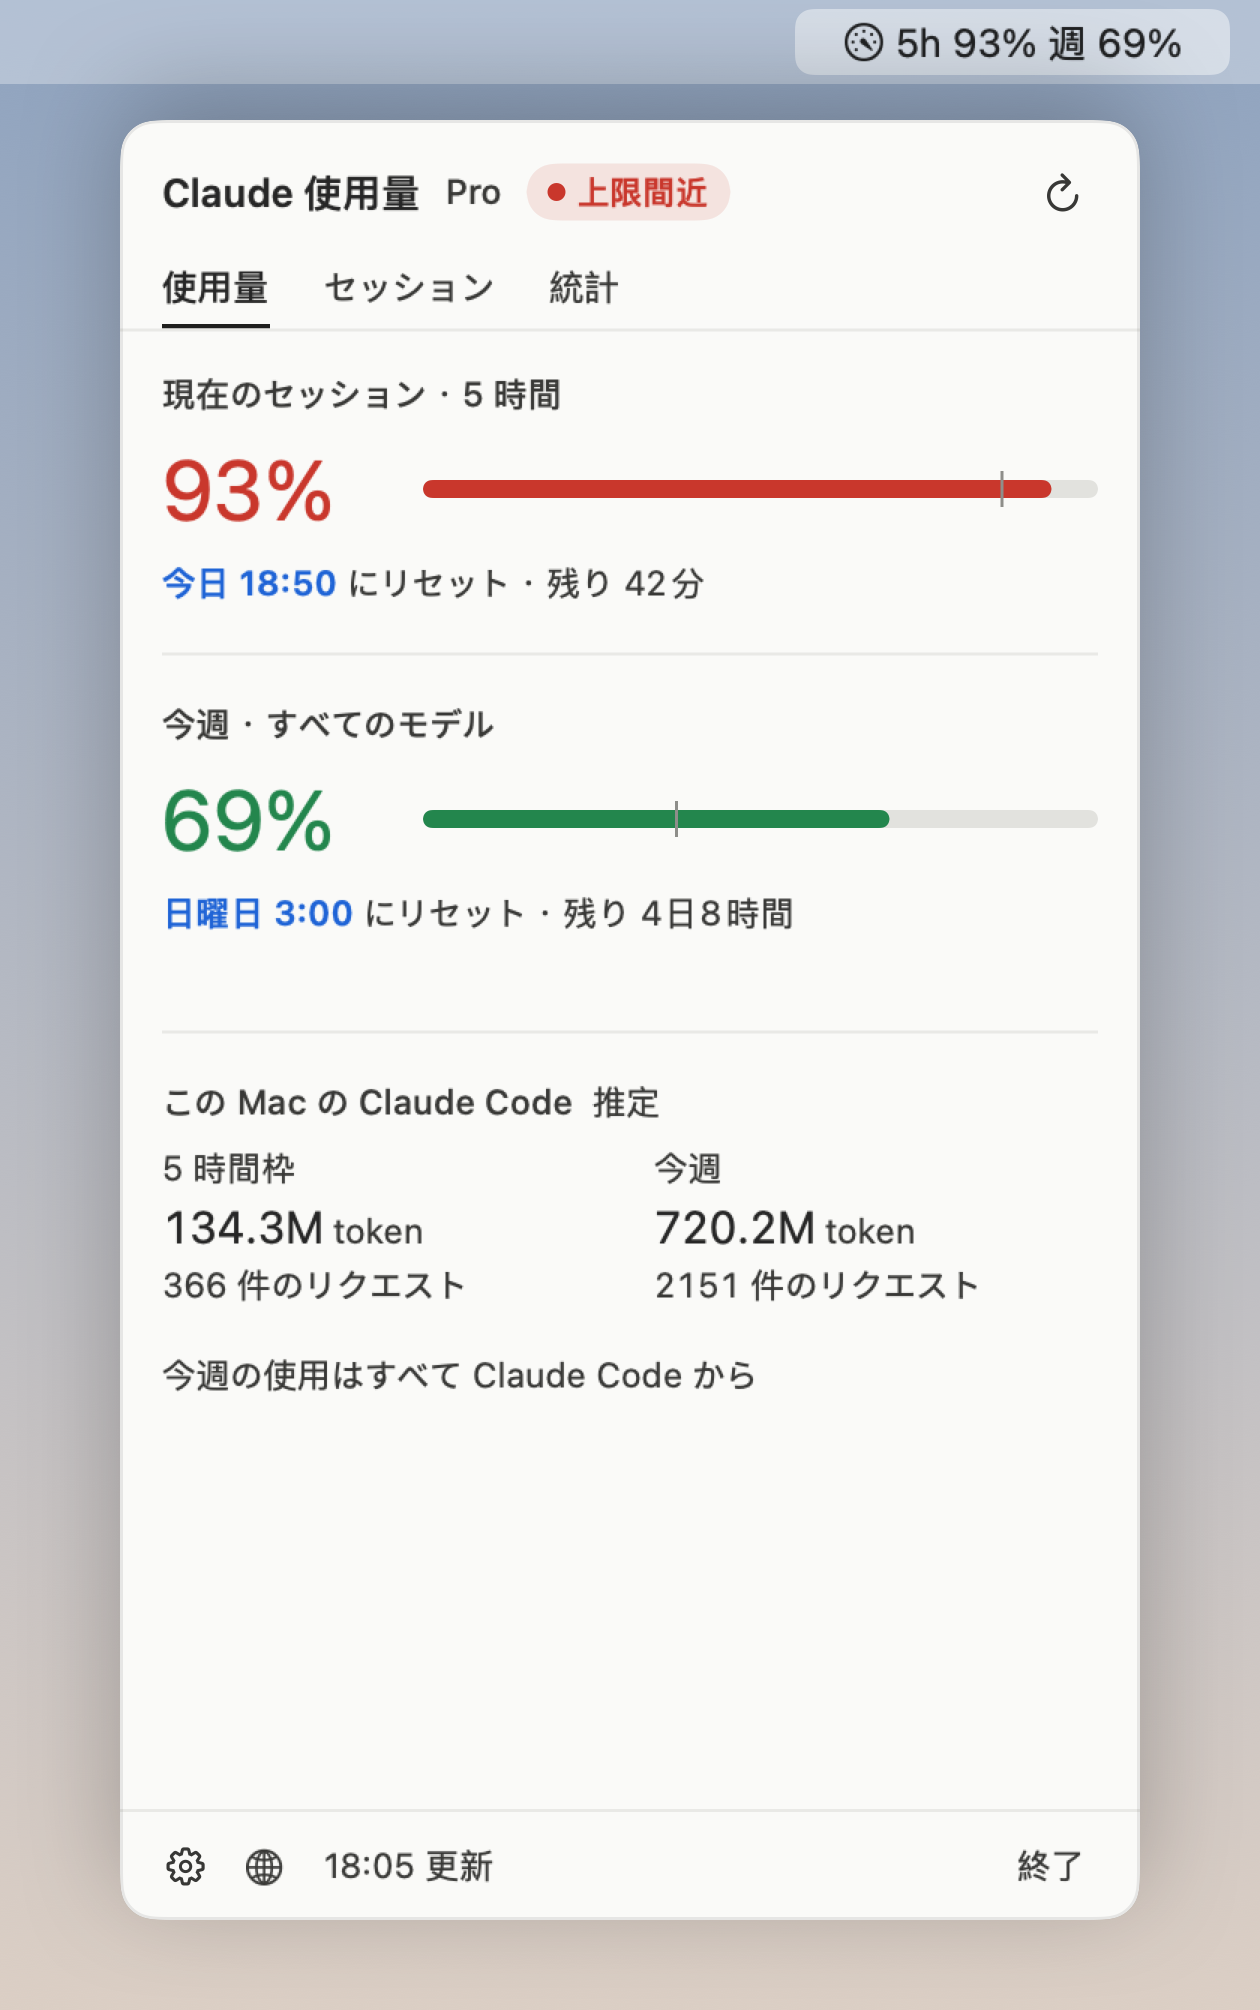 5h 93% 週 69%
Claude 使用量 Pro 上限間近
使用量 セッション 統計
現在のセッション · 5 時間
93%
今日 18:50 にリセット · 残り 42分
今週 · すべてのモデル
69%
日曜日 3:00 にリセット · 残り 4日8時間
この Mac の Claude Code 推定
5 時間枠 今週
134.3M token 720.2M token
366 件のリクエスト 2151 件のリクエスト
今週の使用はすべて Claude Code から
18:05 更新 終了